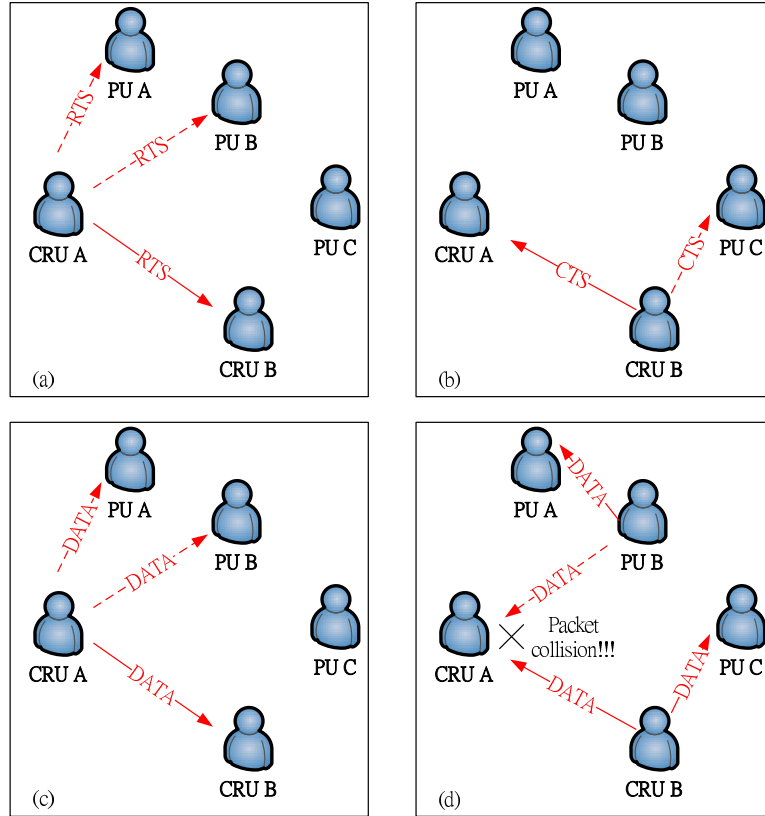 PU A
RTS
PU B
RTS
PU C
CRU A
RTS
CRU B
(a)
PU A
PU B
PU C
CRU A
CTS
CTS
CRU B
(b)
PU A
DATA
PU B
DATA
PU C
CRU A
DATA
CRU B
(c)
PU A
DATA
PU B
DATA
Packet
collision!!!
CRU A
PU C
DATA
DATA
CRU B
(d)